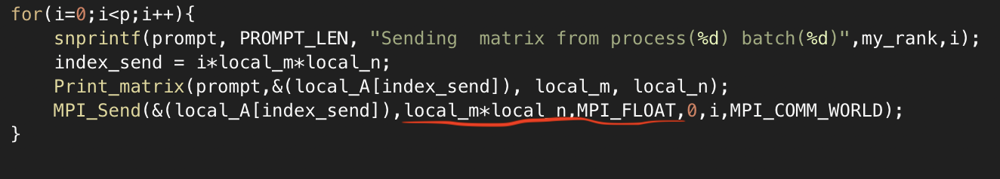 for(i=0;i<p;i++){
snprintf(prompt, PROMPT_LEN, "Sending  matrix from process(%d) batch(%d)",my_rank,i);
index_send = i*local_m*local_n;
Print_matrix(prompt,&(local_A[index_send]), local_m, local_n);
MPI_Send(&(local_A[index_send]),local_m*local_n,MPI_FLOAT,0,i,MPI_COMM_WORLD);
}